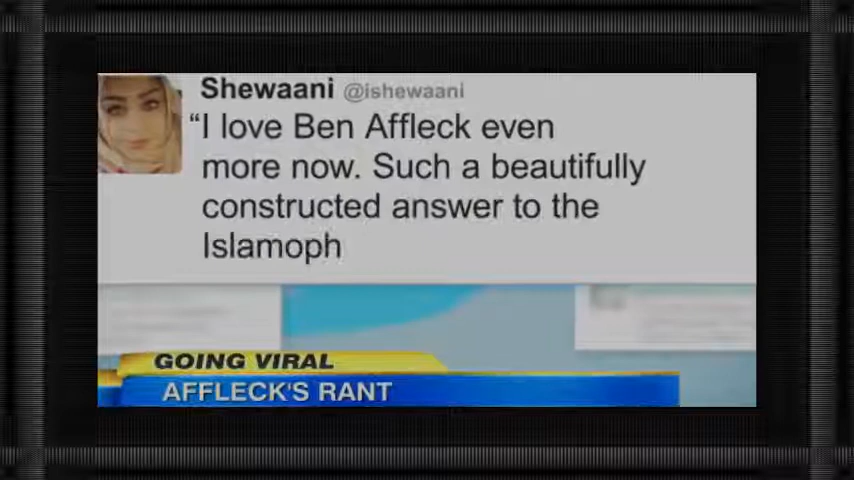 Shewaani @ishewaani
“I love Ben Affleck even
more now. Such a beautifully
constructed answer to the
Islamoph
GOING VIRAL
AFFLECK'S RANT